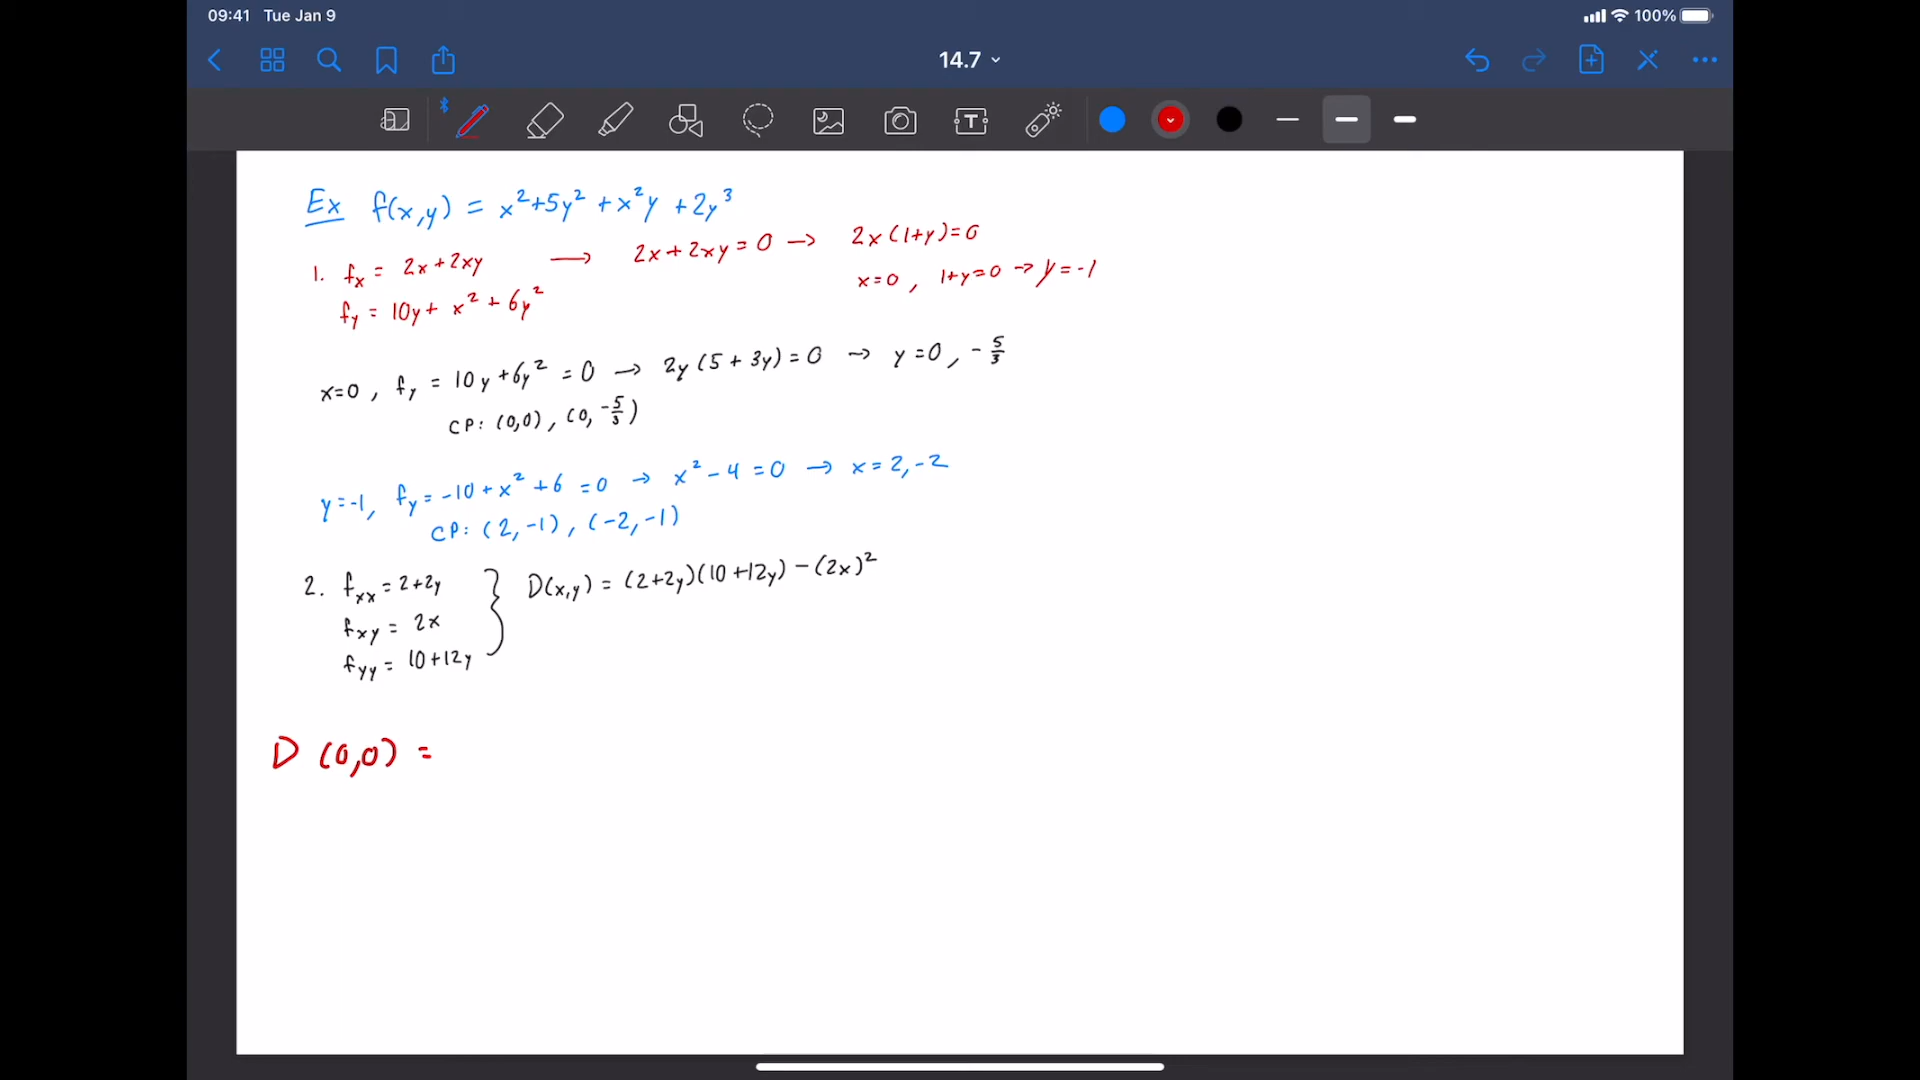 09:41 Tue Jan 9
100%
14.7
T
Ex f(x,y) = x²+5y² + x²y + 2y³
1. fx = 2x+2xy → 2x+2xy = 0 → 2x(1+y)=0
x=0, 1+y=0 → y=-1
fy = 10y + x² + 6y²
x=0, fy = 10y+6y² = 0 → 2y(5+3y)=0 → y=0, -5/3
CP: (0,0), (0, -5/3)
y=-1, fy = -10 + x² + 6 = 0 → x² - 4 = 0 → x = 2, -2
CP: (2, -1), (-2, -1)
2. fxx = 2+2y } D(x,y) = (2+2y)(10+12y) - (2x)²
fxy = 2x
fyy = 10+12y
D (0,0) =